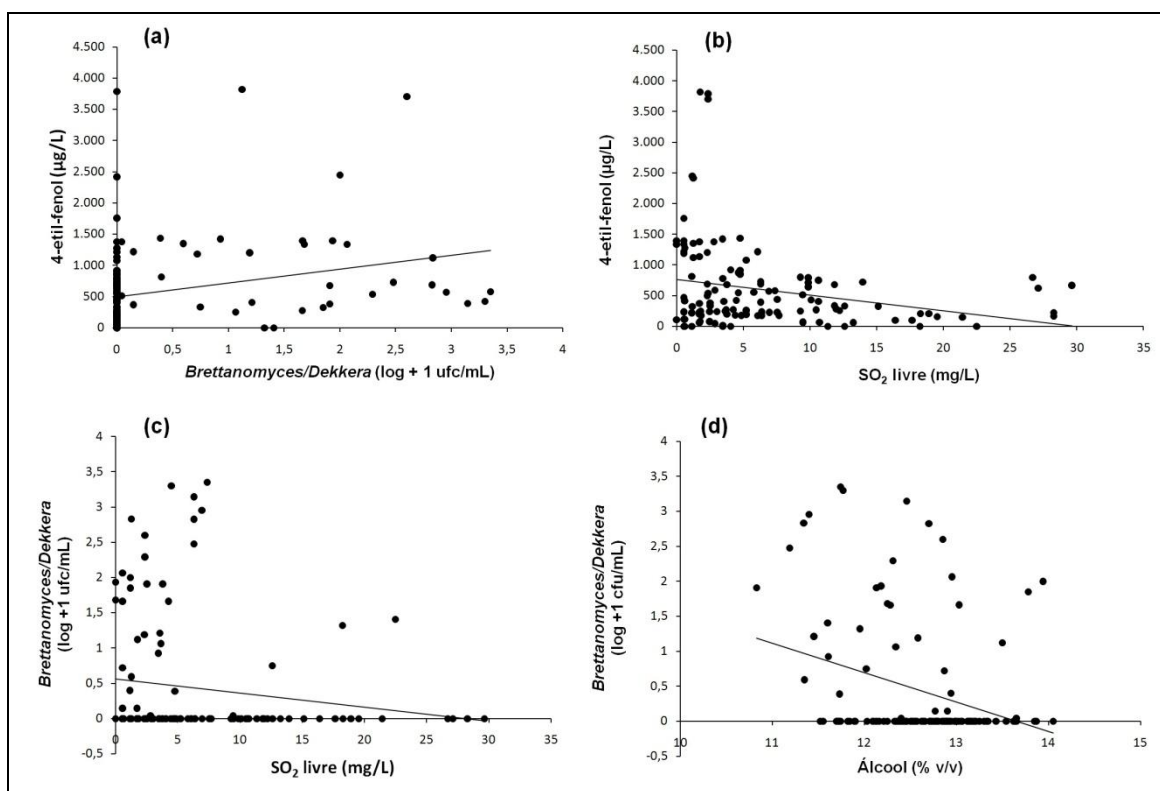 (a)
4-etil-fenol (µg/L)
4.500
4.000
3.500
3.000
2.500
2.000
1.500
1.000
500
0
0 0,5 1 1,5 2 2,5 3 3,5 4
Brettanomyces/Dekkera (log + 1 ufc/mL)
(b)
4-etil-fenol (µg/L)
4.500
4.000
3.500
3.000
2.500
2.000
1.500
1.000
500
0
0 5 10 15 20 25 30 35
SO₂ livre (mg/L)
(c)
Brettanomyces/Dekkera
(log +1 ufc/mL)
4
3,5
3
2,5
2
1,5
1
0,5
0
-0,5
0 5 10 15 20 25 30 35
SO₂ livre (mg/L)
(d)
Brettanomyces/Dekkera
(log +1 cfu/mL)
4
3,5
3
2,5
2
1,5
1
0,5
0
-0,5
10 11 12 13 14 15
Álcool (% v/v)